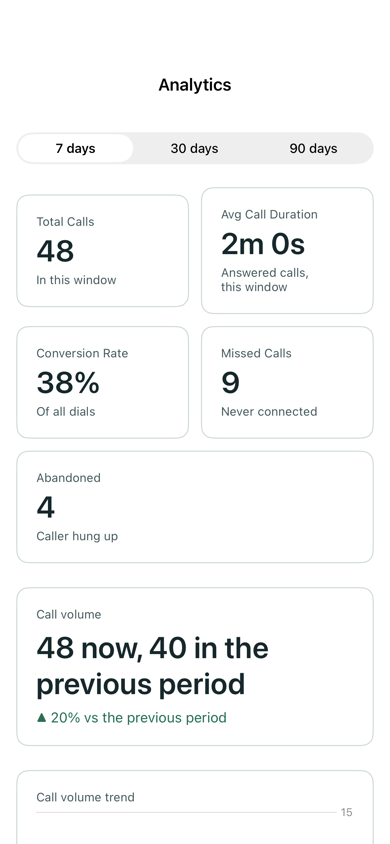 Analytics
7 days
30 days
90 days
Total Calls
48
In this window
Avg Call Duration
2m 0s
Answered calls,
this window
Conversion Rate
38%
Of all dials
Missed Calls
9
Never connected
Abandoned
4
Caller hung up
Call volume
48 now, 40 in the
previous period
▲ 20% vs the previous period
Call volume trend
15